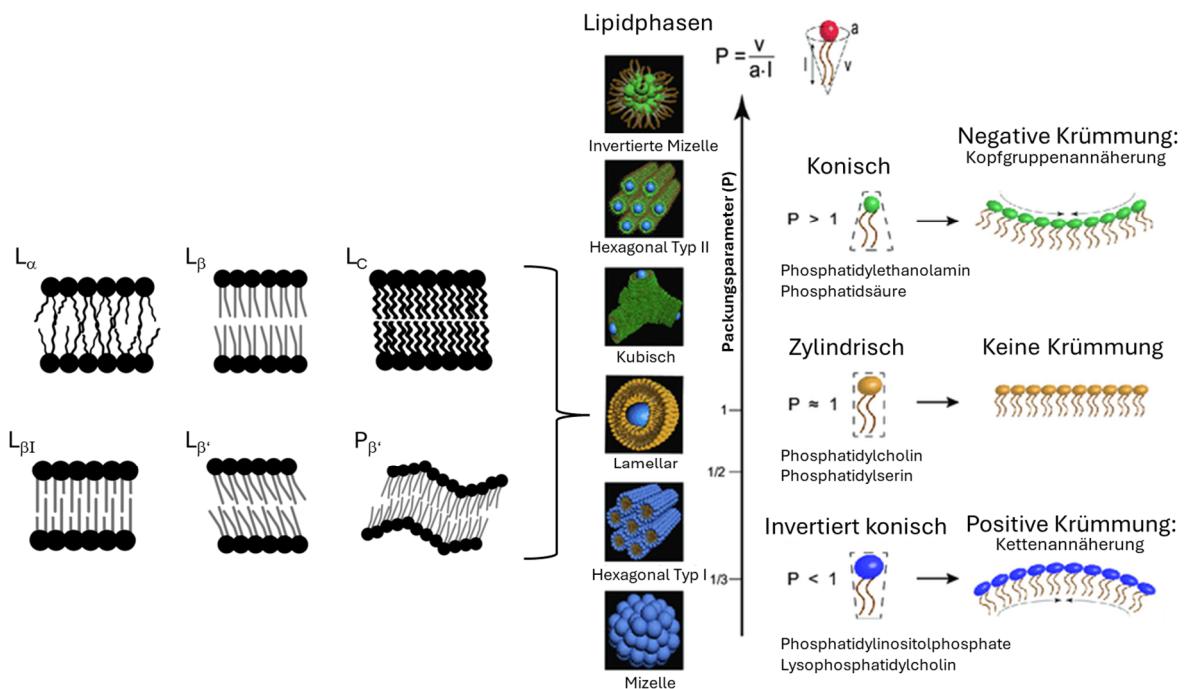 Lipidphasen
P = v / a·l
a
l
v
Invertierte Mizelle
Hexagonal Typ II
Kubisch
Lamellar
Hexagonal Typ I
Mizelle
Packungsparameter (P)
1
1/2
1/3
Lα
Lβ
LC
LβI
Lβ‘
Pβ‘
Konisch
P > 1
Phosphatidylethanolamin
Phosphatidsäure
Negative Krümmung:
Kopfgruppenannäherung
Zylindrisch
P ≈ 1
Phosphatidylcholin
Phosphatidylserin
Keine Krümmung
Invertiert konisch
P < 1
Phosphatidylinositolphosphate
Lysophosphatidylcholin
Positive Krümmung:
Kettenannäherung